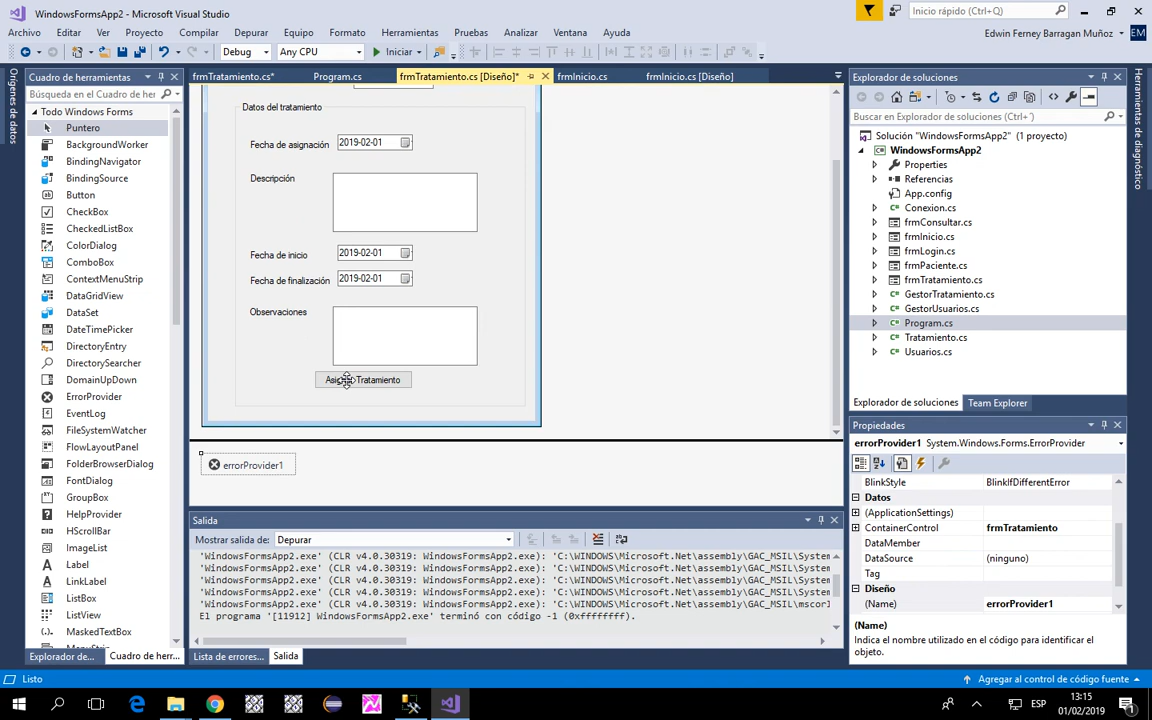 WindowsFormsApp2 - Microsoft Visual Studio
Inicio rápido (Ctrl+Q)
Archivo Editar Ver Proyecto Compilar Depurar Equipo Formato Herramientas Pruebas Analizar Ventana Ayuda
Edwin Ferney Barragan Muñoz
EM
Debug Any CPU Iniciar
Orígenes de datos
Cuadro de herramientas
Búsqueda en el Cuadro de her
Todo Windows Forms
Puntero
BackgroundWorker
BindingNavigator
BindingSource
Button
CheckBox
CheckedListBox
ColorDialog
ComboBox
ContextMenuStrip
DataGridView
DataSet
DateTimePicker
DirectoryEntry
DirectorySearcher
DomainUpDown
ErrorProvider
EventLog
FileSystemWatcher
FlowLayoutPanel
FolderBrowserDialog
FontDialog
GroupBox
HelpProvider
HScrollBar
ImageList
Label
LinkLabel
ListBox
ListView
MaskedTextBox
Explorador de...
Cuadro de herr...
frmTratamiento.cs*
Program.cs
frmTratamiento.cs [Diseño]*
frmInicio.cs
frmInicio.cs [Diseño]
Datos del tratamiento
Fecha de asignación
2019-02-01
Descripción
Fecha de inicio
2019-02-01
Fecha de finalización
2019-02-01
Observaciones
Asignar Tratamiento
errorProvider1
Salida
Mostrar salida de: Depurar
'WindowsFormsApp2.exe' (CLR v4.0.30319: WindowsFormsApp2.exe): 'C:\WINDOWS\Microsoft.Net\assembly\GAC_MSIL\System
'WindowsFormsApp2.exe' (CLR v4.0.30319: WindowsFormsApp2.exe): 'C:\WINDOWS\Microsoft.Net\assembly\GAC_MSIL\System
'WindowsFormsApp2.exe' (CLR v4.0.30319: WindowsFormsApp2.exe): 'C:\WINDOWS\Microsoft.Net\assembly\GAC_MSIL\System
'WindowsFormsApp2.exe' (CLR v4.0.30319: WindowsFormsApp2.exe): 'C:\WINDOWS\Microsoft.Net\assembly\GAC_MSIL\System
'WindowsFormsApp2.exe' (CLR v4.0.30319: WindowsFormsApp2.exe): 'C:\WINDOWS\Microsoft.Net\assembly\GAC_MSIL\mscorl
El programa '[11912] WindowsFormsApp2.exe' terminó con código -1 (0xffffffff).
Lista de errores...
Salida
Explorador de soluciones
Buscar en Explorador de soluciones (Ctrl+
Solución "WindowsFormsApp2" (1 proyecto)
WindowsFormsApp2
Properties
Referencias
App.config
Conexion.cs
frmConsultar.cs
frmInicio.cs
frmLogin.cs
frmPaciente.cs
frmTratamiento.cs
GestorTratamiento.cs
GestorUsuarios.cs
Program.cs
Tratamiento.cs
Usuarios.cs
Explorador de soluciones
Team Explorer
Propiedades
errorProvider1 System.Windows.Forms.ErrorProvider
BlinkStyle BlinkIfDifferentError
Datos
(ApplicationSettings)
ContainerControl frmTratamiento
DataMember
DataSource (ninguno)
Tag
Diseño
(Name) errorProvider1
(Name)
Indica el nombre utilizado en el código para identificar el objeto.
Herramientas de diagnóstico
Listo
Agregar al control de código fuente
ESP
13:15
01/02/2019
1